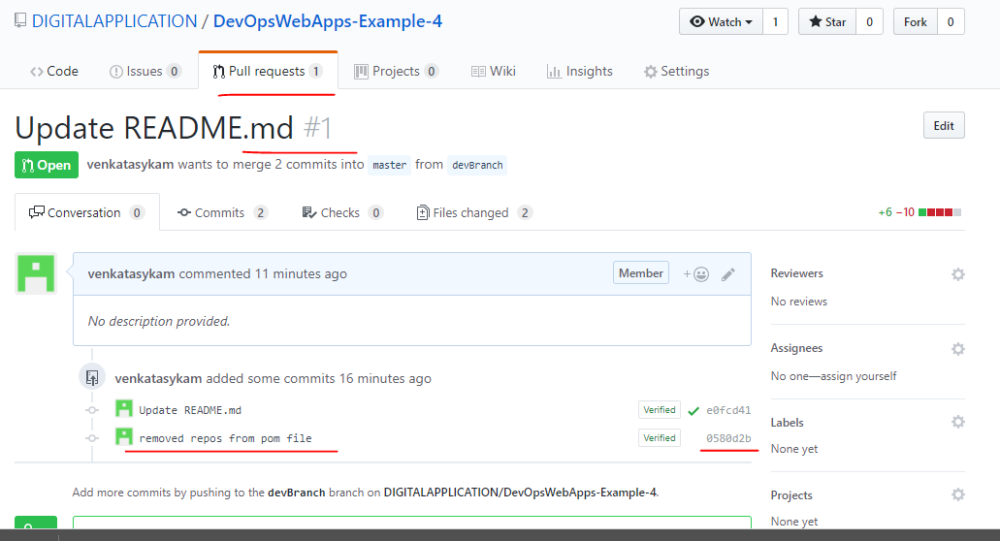 DIGITALAPPLICATION / DevOpsWebApps-Example-4
Watch 1 Star 0 Fork 0
Code Issues 0 Pull requests 1 Projects 0 Wiki Insights Settings
Update README.md #1
Edit
Open venkatasykam wants to merge 2 commits into master from devBranch
Conversation 0 Commits 2 Checks 0 Files changed 2 +6 −10
venkatasykam commented 11 minutes ago Member
No description provided.
venkatasykam added some commits 16 minutes ago
Update README.md Verified e0fcd41
removed repos from pom file Verified 0580d2b
Add more commits by pushing to the devBranch branch on DIGITALAPPLICATION/DevOpsWebApps-Example-4.
Reviewers
No reviews
Assignees
No one—assign yourself
Labels
None yet
Projects
None yet